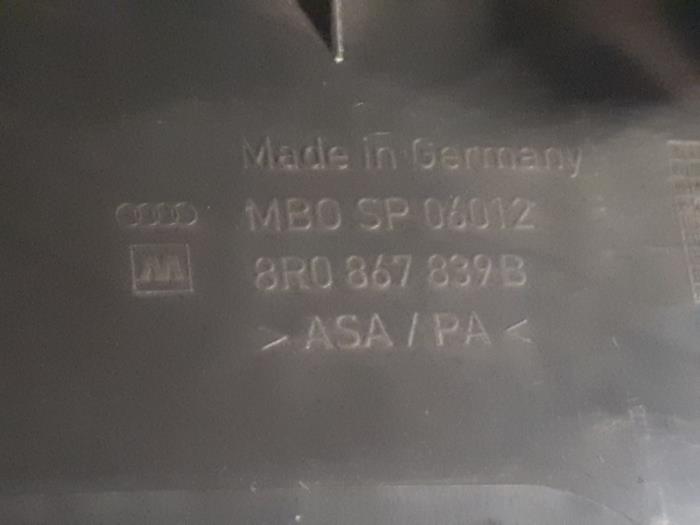 Made in Germany
MBO SP 06012
M 8R0 867 839 B
> ASA / PA <